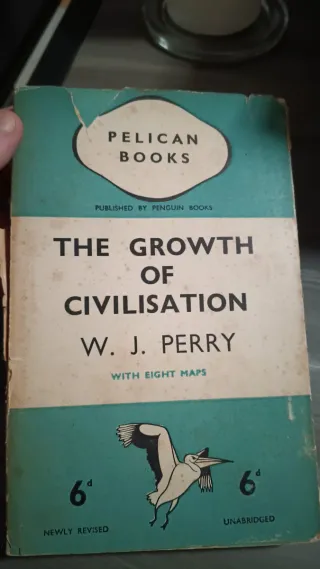 PELICAN
BOOKS
PUBLISHED BY PENGUIN BOOKS
THE GROWTH
OF
CIVILISATION
W. J. PERRY
WITH EIGHT MAPS
6d 6d
NEWLY REVISED UNABRIDGED